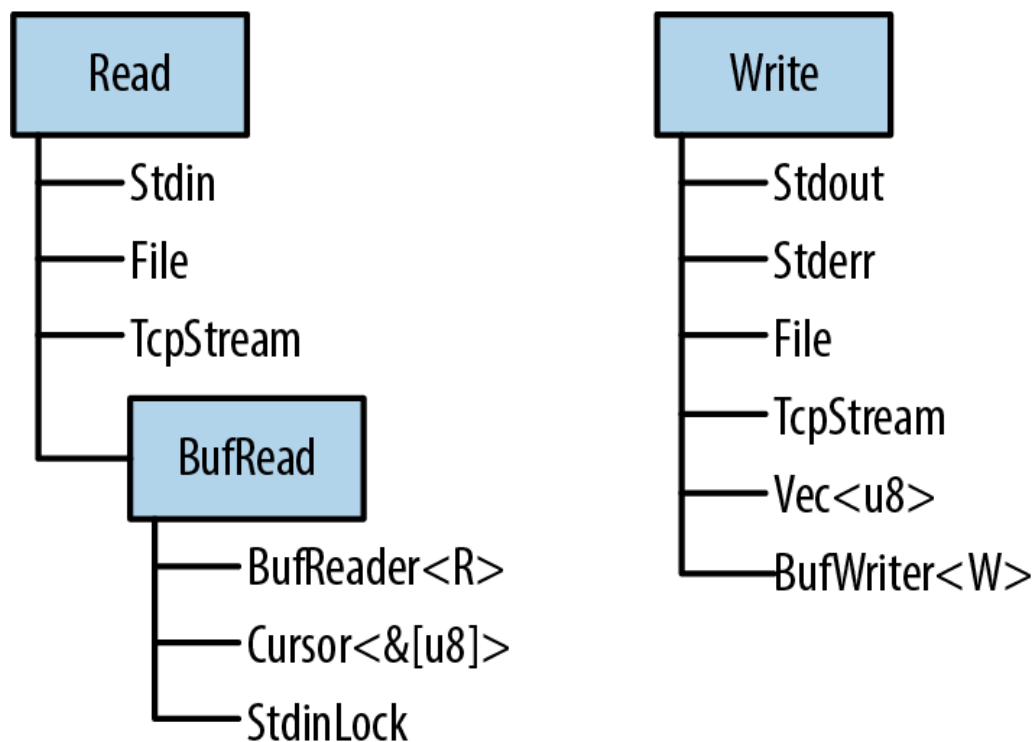 Read
Stdin
File
TcpStream
BufRead
BufReader<R>
Cursor<&[u8]>
StdinLock
Write
Stdout
Stderr
File
TcpStream
Vec<u8>
BufWriter<W>